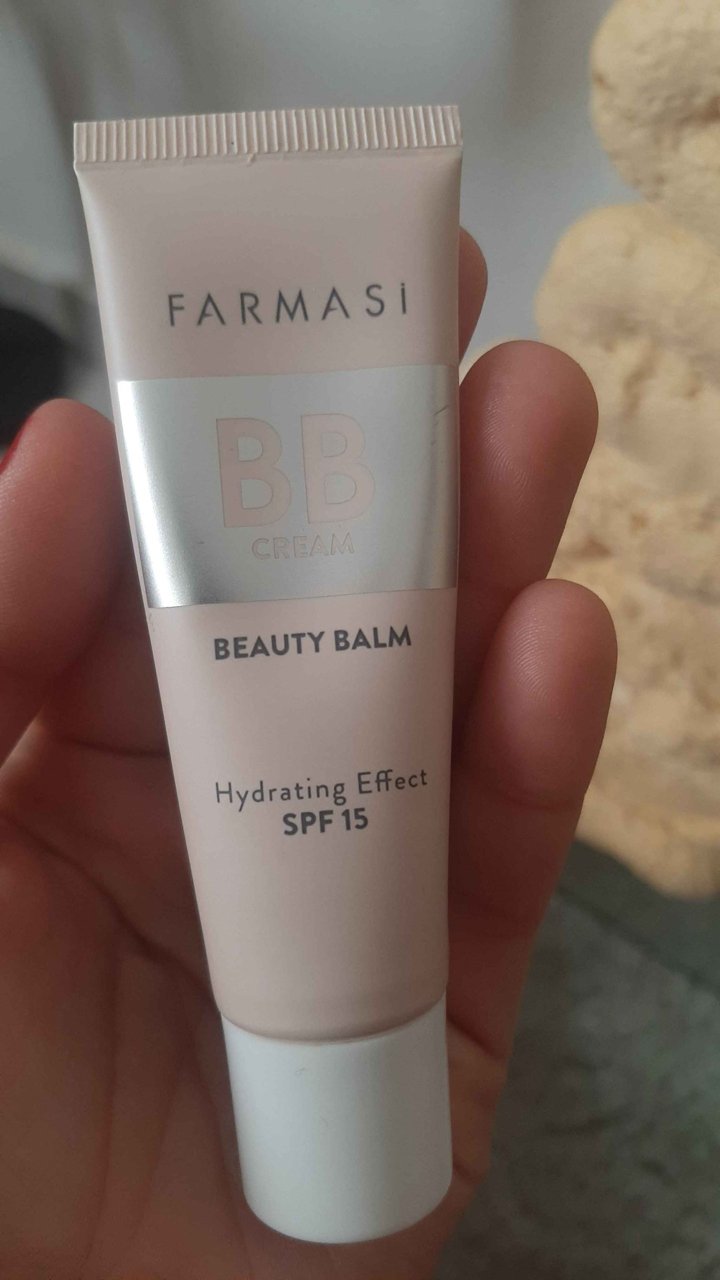 FARMASi
BB
CREAM
BEAUTY BALM
Hydrating Effect
SPF 15